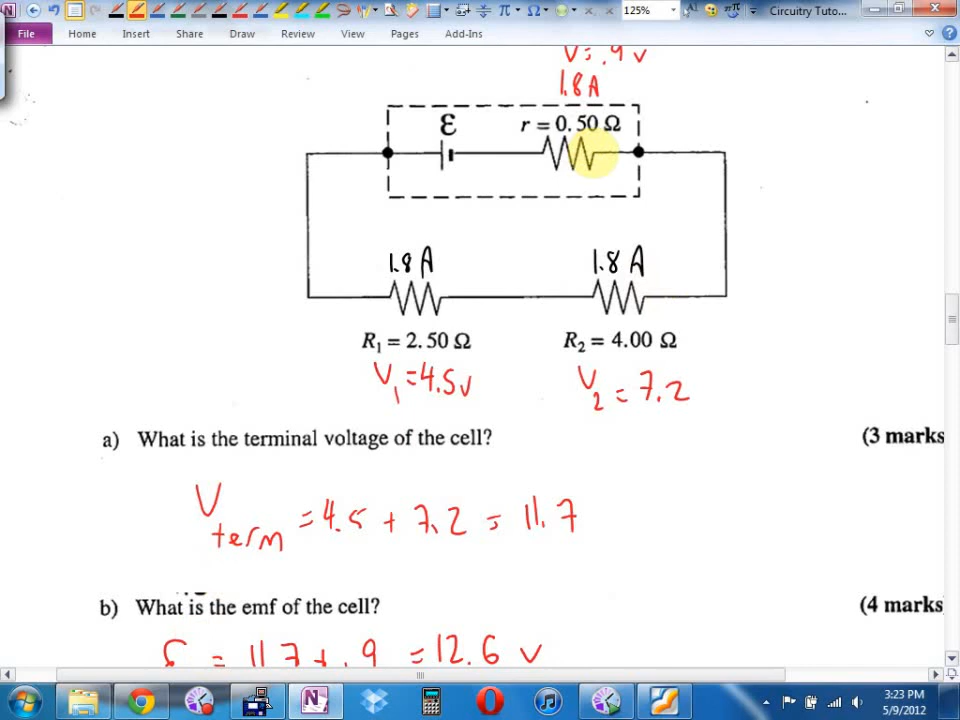 125%
Circuitry Tuto...
File Home Insert Share Draw Review View Pages Add-Ins
V = .9 v
1.8 A
ℰ r = 0.50 Ω
1.8 A 1.8 A
R₁ = 2.50 Ω R₂ = 4.00 Ω
V₁ = 4.5v V₂ = 7.2
a) What is the terminal voltage of the cell? (3 marks
V term = 4.5 + 7.2 = 11.7
b) What is the emf of the cell? (4 marks
= 11.7 + .9 = 12.6 v
3:23 PM
5/9/2012